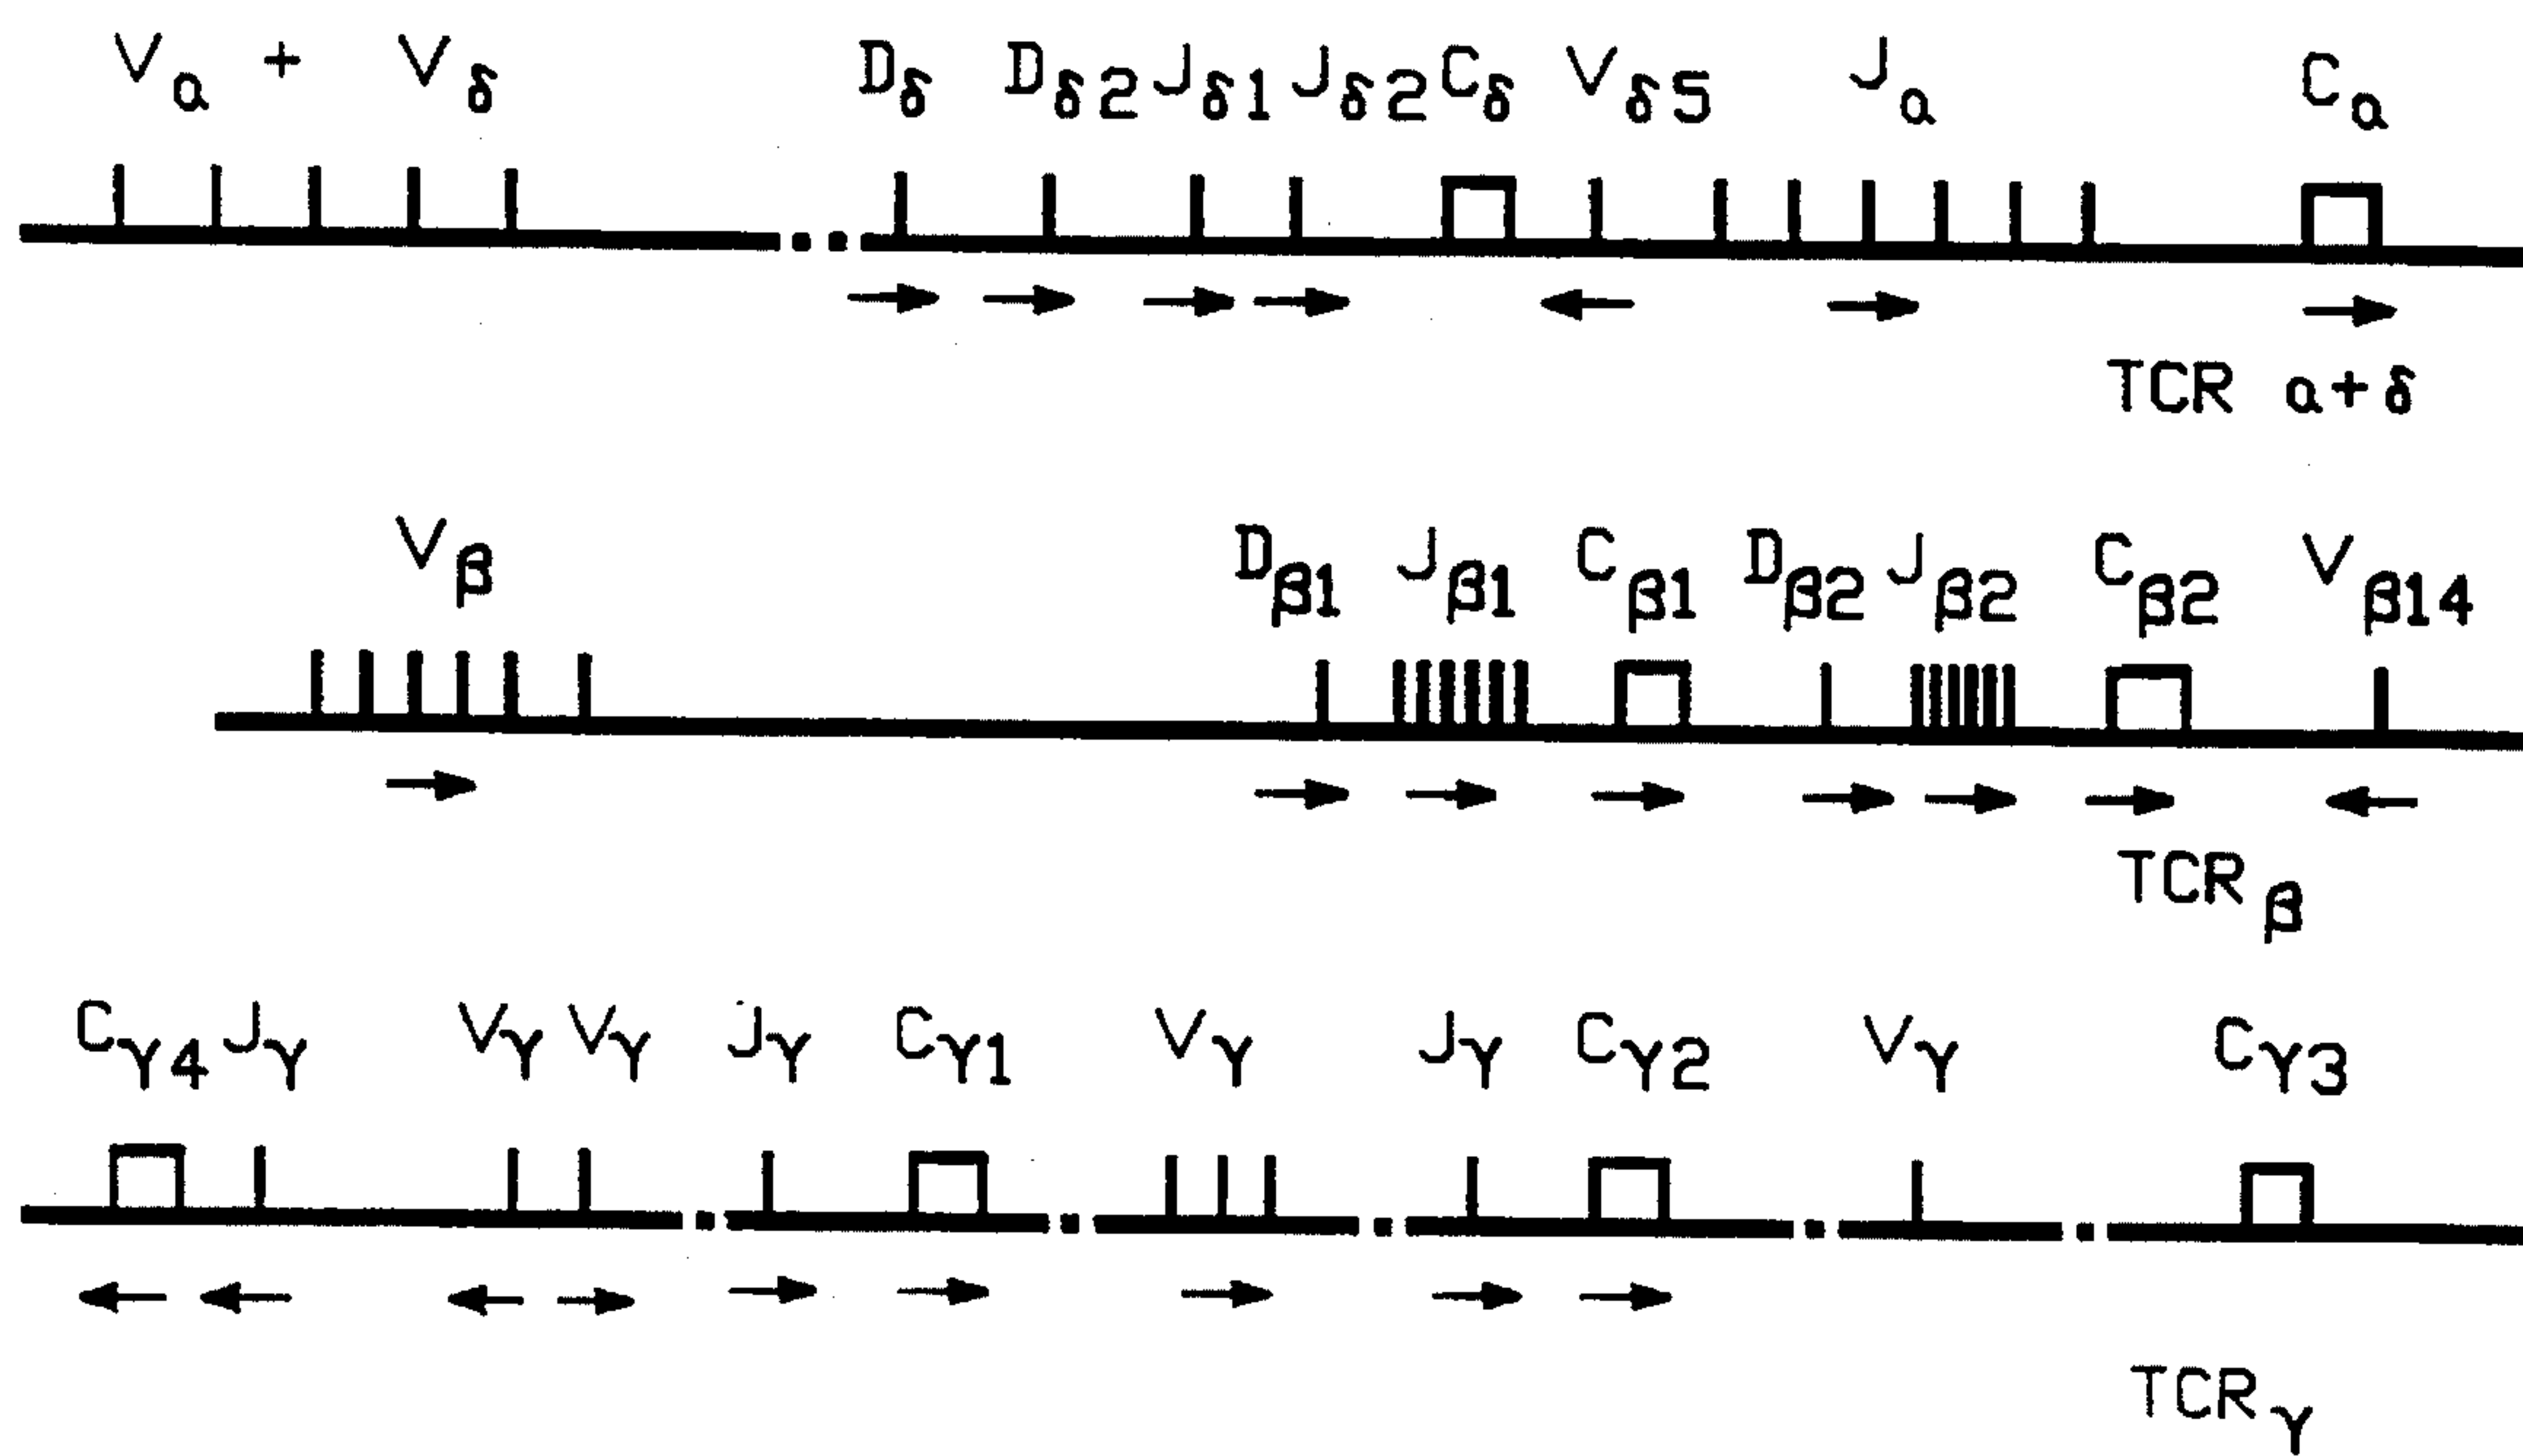 Vα + Vδ Dδ Dδ2 Jδ1 Jδ2 Cδ Vδ5 Jα Cα
TCR α+δ
Vβ Dβ1 Jβ1 Cβ1 Dβ2 Jβ2 Cβ2 Vβ14
TCRβ
Cγ4 Jγ Vγ Vγ Jγ Cγ1 Vγ Jγ Cγ2 Vγ Cγ3
TCRγ